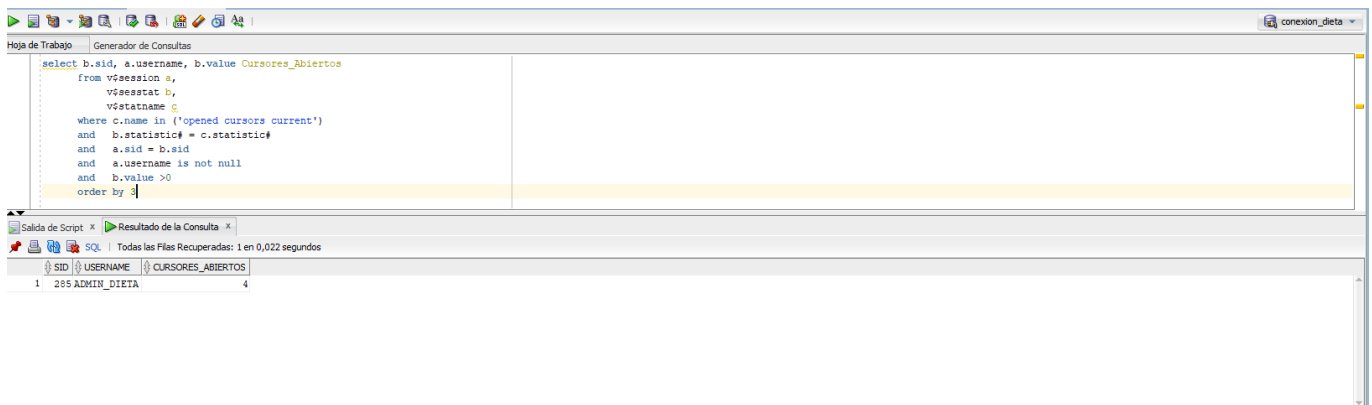 conexion_dieta
Hoja de Trabajo Generador de Consultas
select b.sid, a.username, b.value Cursores_Abiertos
from v$session a,
v$sesstat b,
v$statname c
where c.name in ('opened cursors current')
and b.statistic# = c.statistic#
and a.sid = b.sid
and a.username is not null
and b.value >0
order by 3
Salida de Script x Resultado de la Consulta x
SQL | Todas las Filas Recuperadas: 1 en 0,022 segundos
SID USERNAME CURSORES_ABIERTOS
1 285 ADMIN_DIETA 4